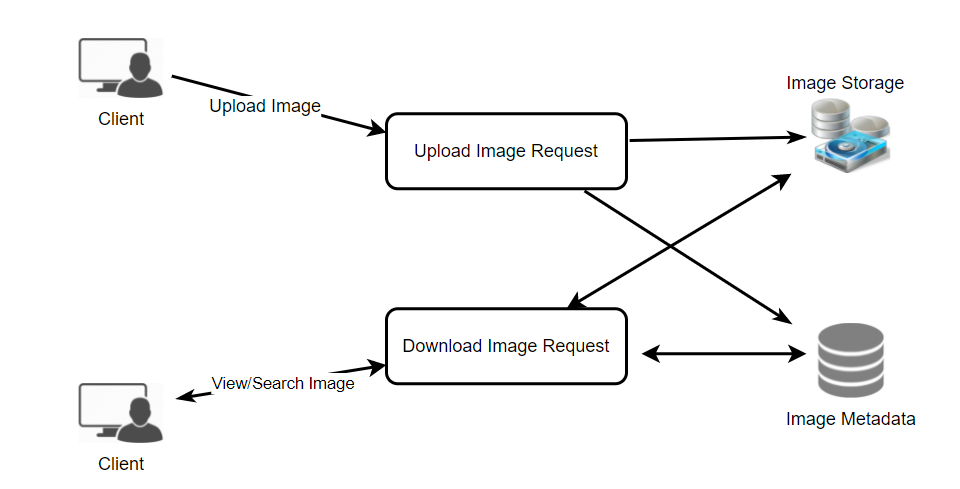 Client
Upload Image
Upload Image Request
Image Storage
Download Image Request
View/Search Image
Client
Image Metadata